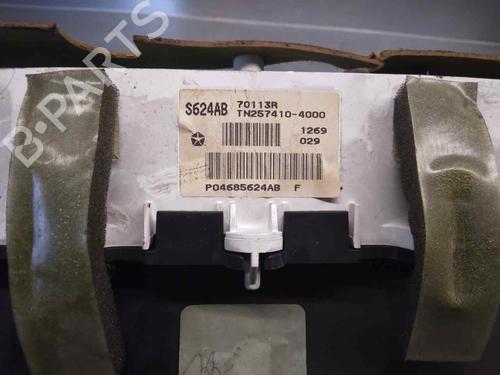 S624AB 70113R
TN257410-4000
1269
029
P04685624AB F
B-PARTS